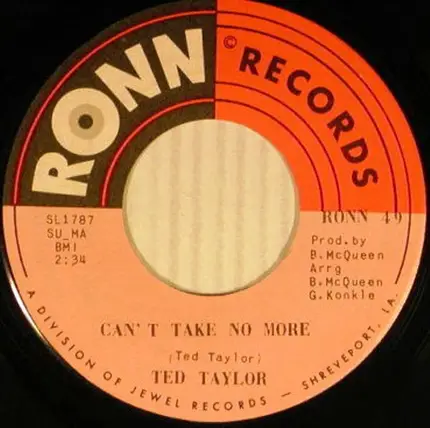 RONN
© RECORDS
SL1787
SU_MA
BMI
2:34
RONN 49
Prod.by
B.McQueen
Arrg
B.McQueen
G.Konkle
CAN'T TAKE NO MORE
(Ted Taylor)
TED TAYLOR
A DIVISION OF JEWEL RECORDS - SHREVEPORT, LA.